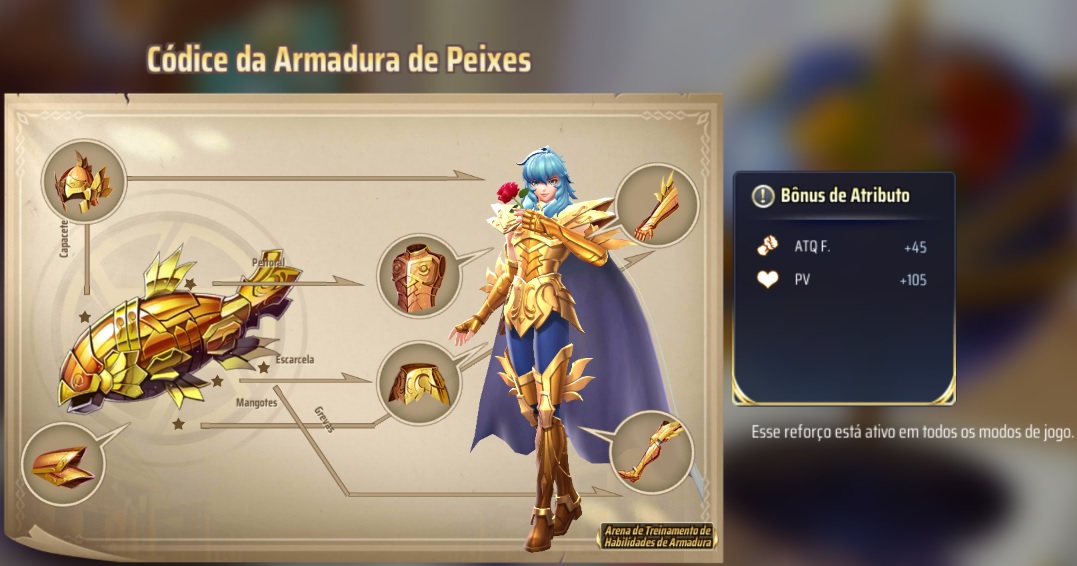 Códice da Armadura de Peixes
Capacete
Peitoral
Escarcela
Mangotes
Grevas
Arena de Treinamento de
Habilidades de Armadura
Bônus de Atributo
ATQ F. +45
PV +105
Esse reforço está ativo em todos os modos de jogo.